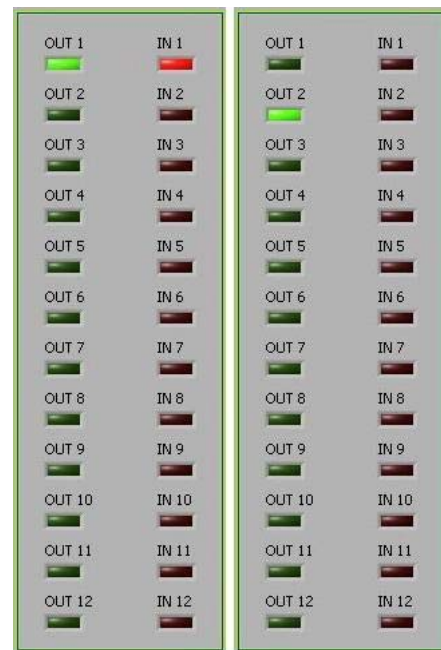 OUT 1 IN 1 OUT 1 IN 1
OUT 2 IN 2 OUT 2 IN 2
OUT 3 IN 3 OUT 3 IN 3
OUT 4 IN 4 OUT 4 IN 4
OUT 5 IN 5 OUT 5 IN 5
OUT 6 IN 6 OUT 6 IN 6
OUT 7 IN 7 OUT 7 IN 7
OUT 8 IN 8 OUT 8 IN 8
OUT 9 IN 9 OUT 9 IN 9
OUT 10 IN 10 OUT 10 IN 10
OUT 11 IN 11 OUT 11 IN 11
OUT 12 IN 12 OUT 12 IN 12